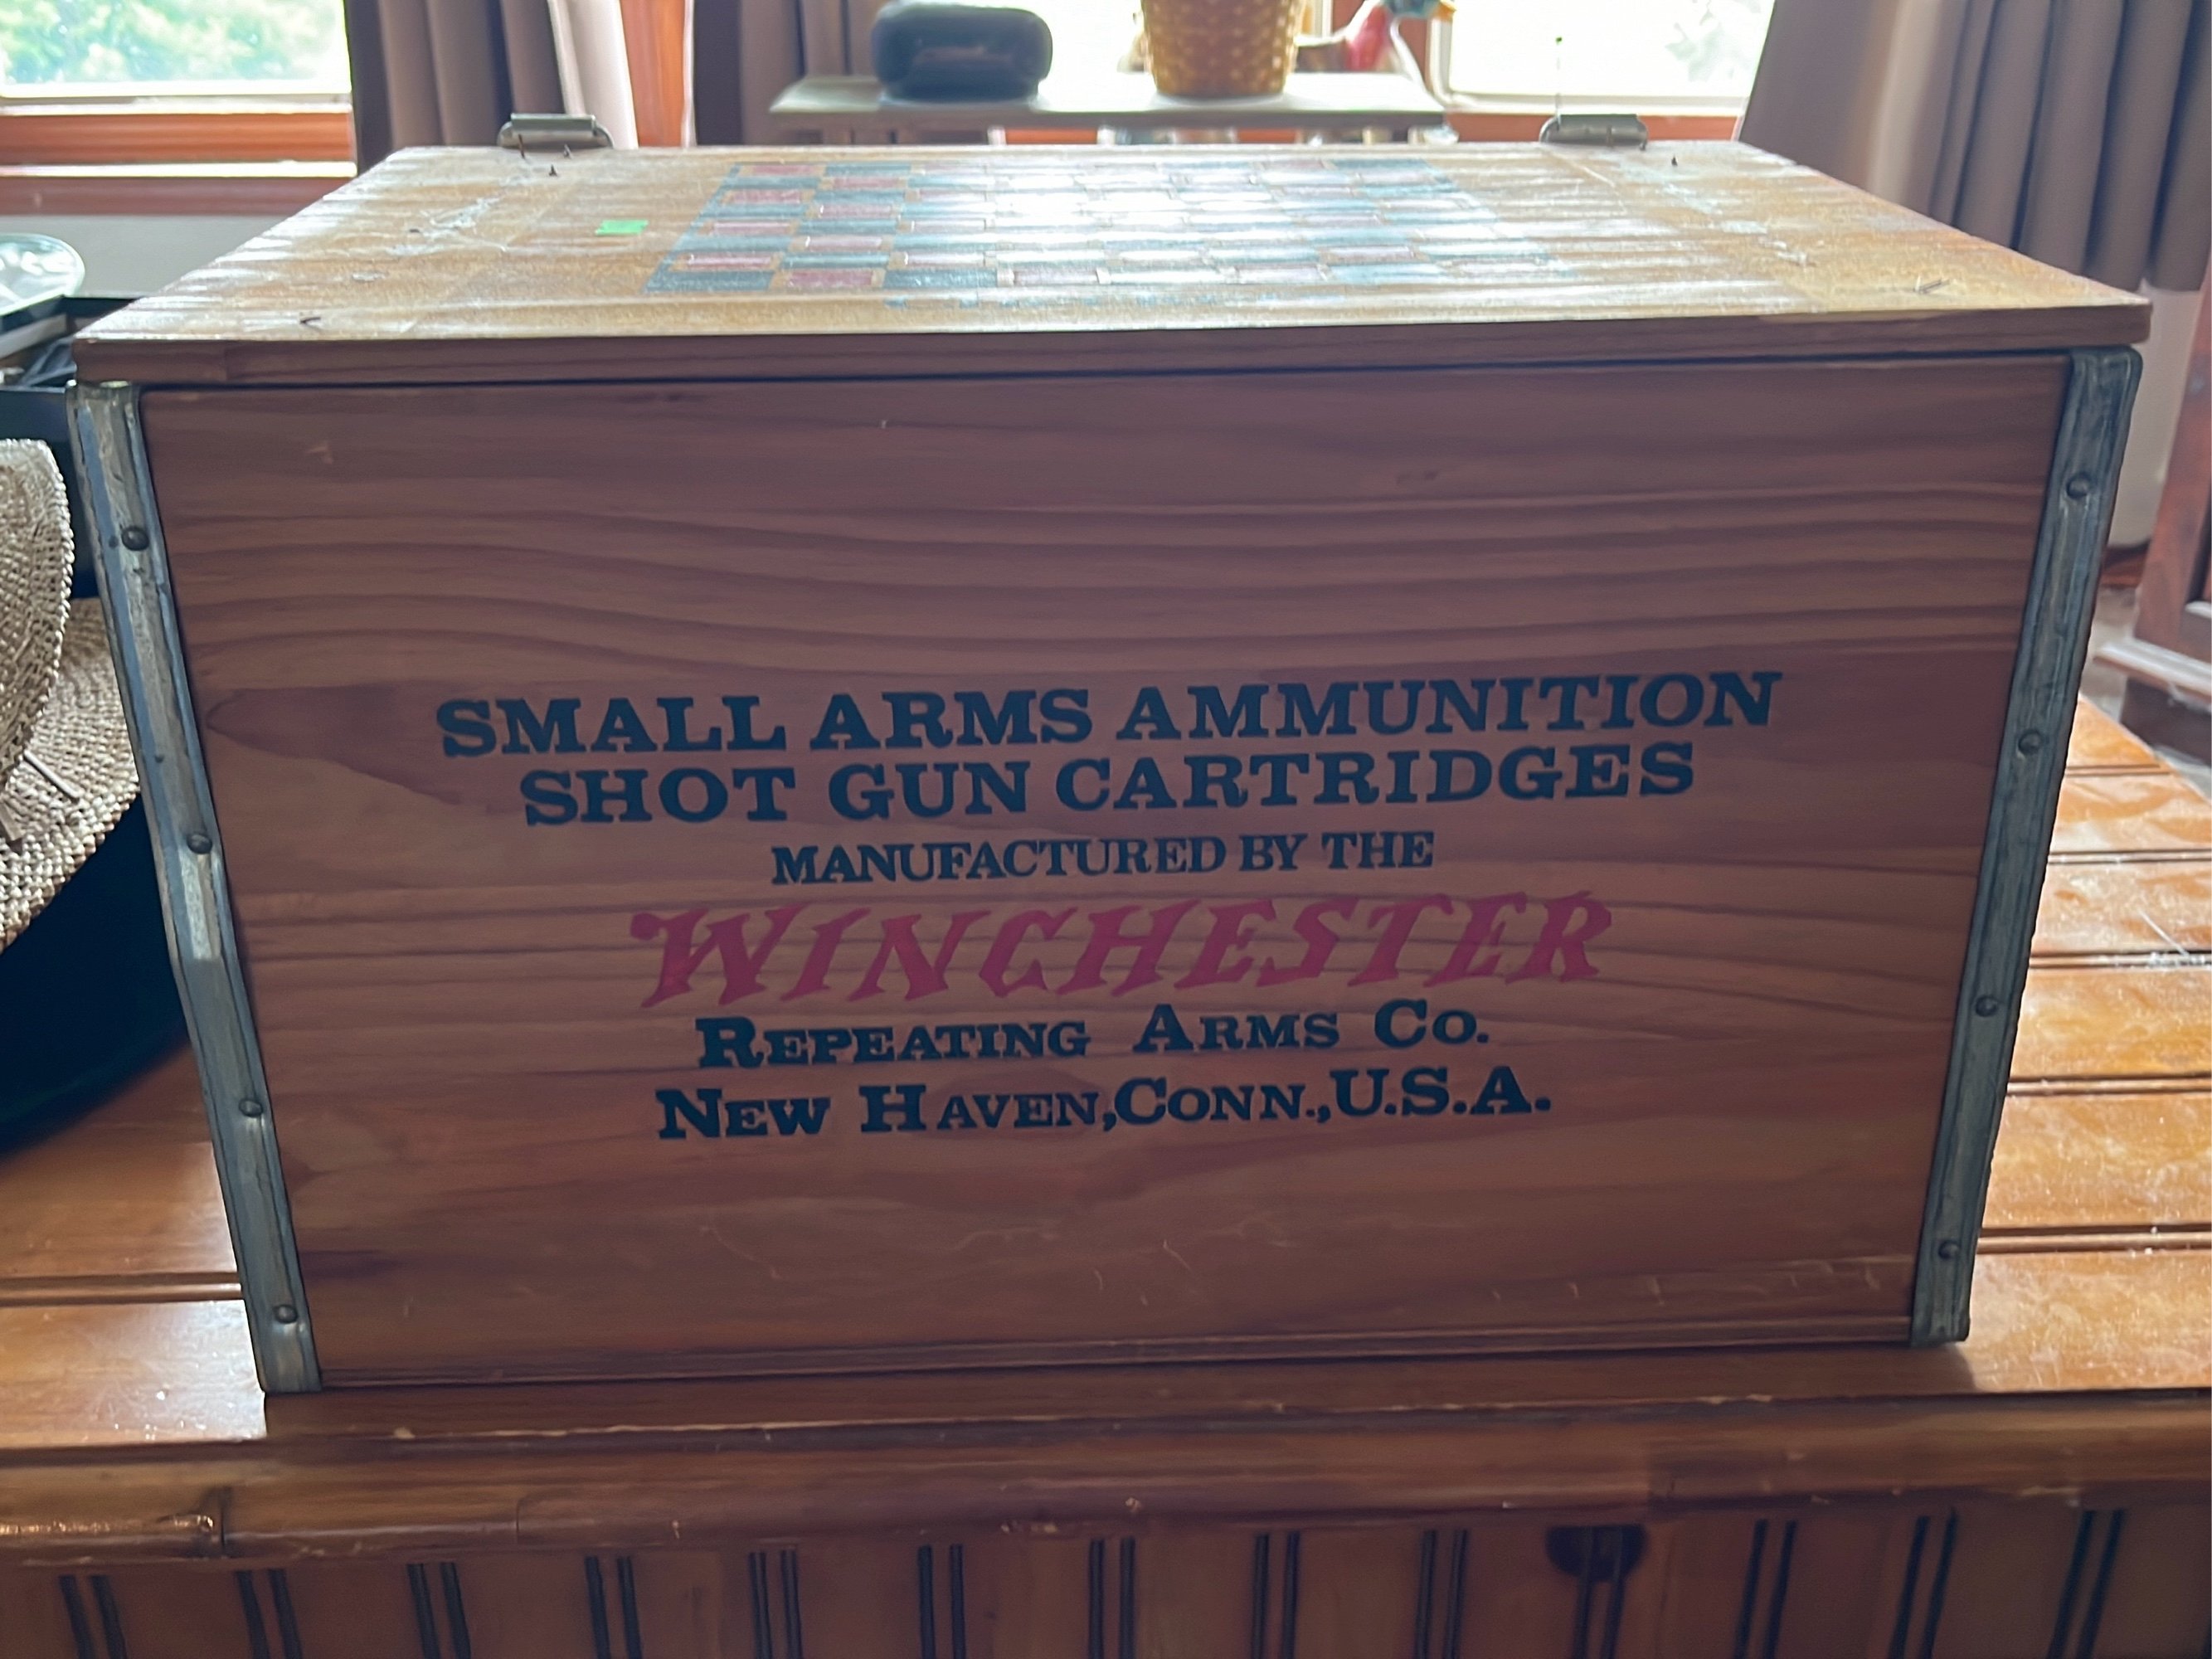 SMALL ARMS AMMUNITION
SHOT GUN CARTRIDGES
MANUFACTURED BY THE
WINCHESTER
REPEATING ARMS CO.
NEW HAVEN, CONN., U.S.A.